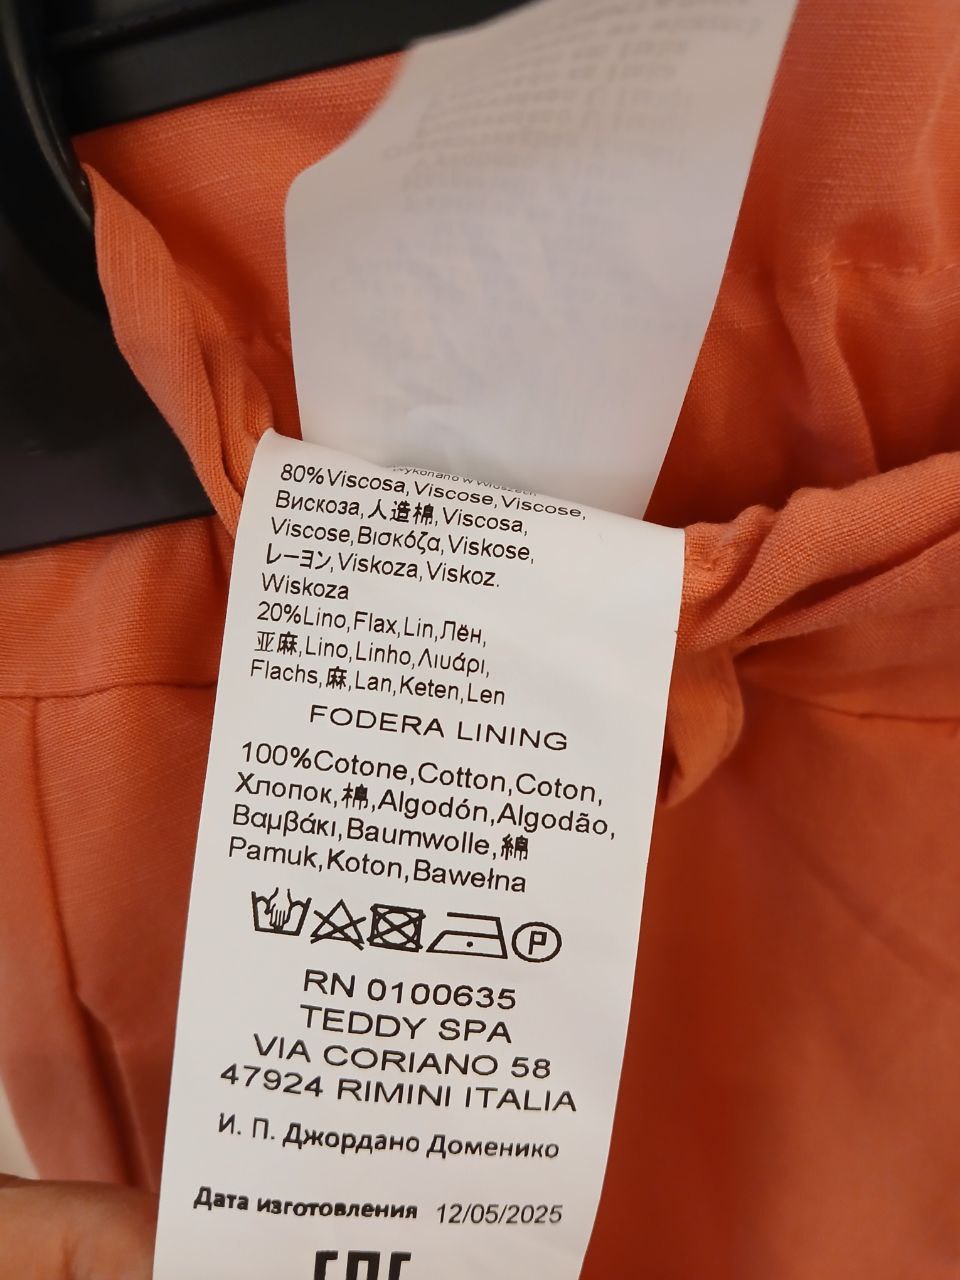 wykonano w Włoszech
80%Viscosa,Viscose,Viscose,
Вискоза,人造棉,Viscosa,
Viscose,Βισκόζα,Viskose,
レーヨン,Viskoza,Viskoz.
Wiskoza
20%Lino,Flax,Lin,Лён,
亚麻,Lino,Linho,Λιυάρι,
Flachs,麻,Lan,Keten,Len
FODERA LINING
100%Cotone,Cotton,Coton,
Хлопок,棉,Algodón,Algodão,
Βαμβάκι,Baumwolle,綿
Pamuk,Koton,Bawełna
P
RN 0100635
TEDDY SPA
VIA CORIANO 58
47924 RIMINI ITALIA
И. П. Джордано Доменико
Дата изготовления 12/05/2025